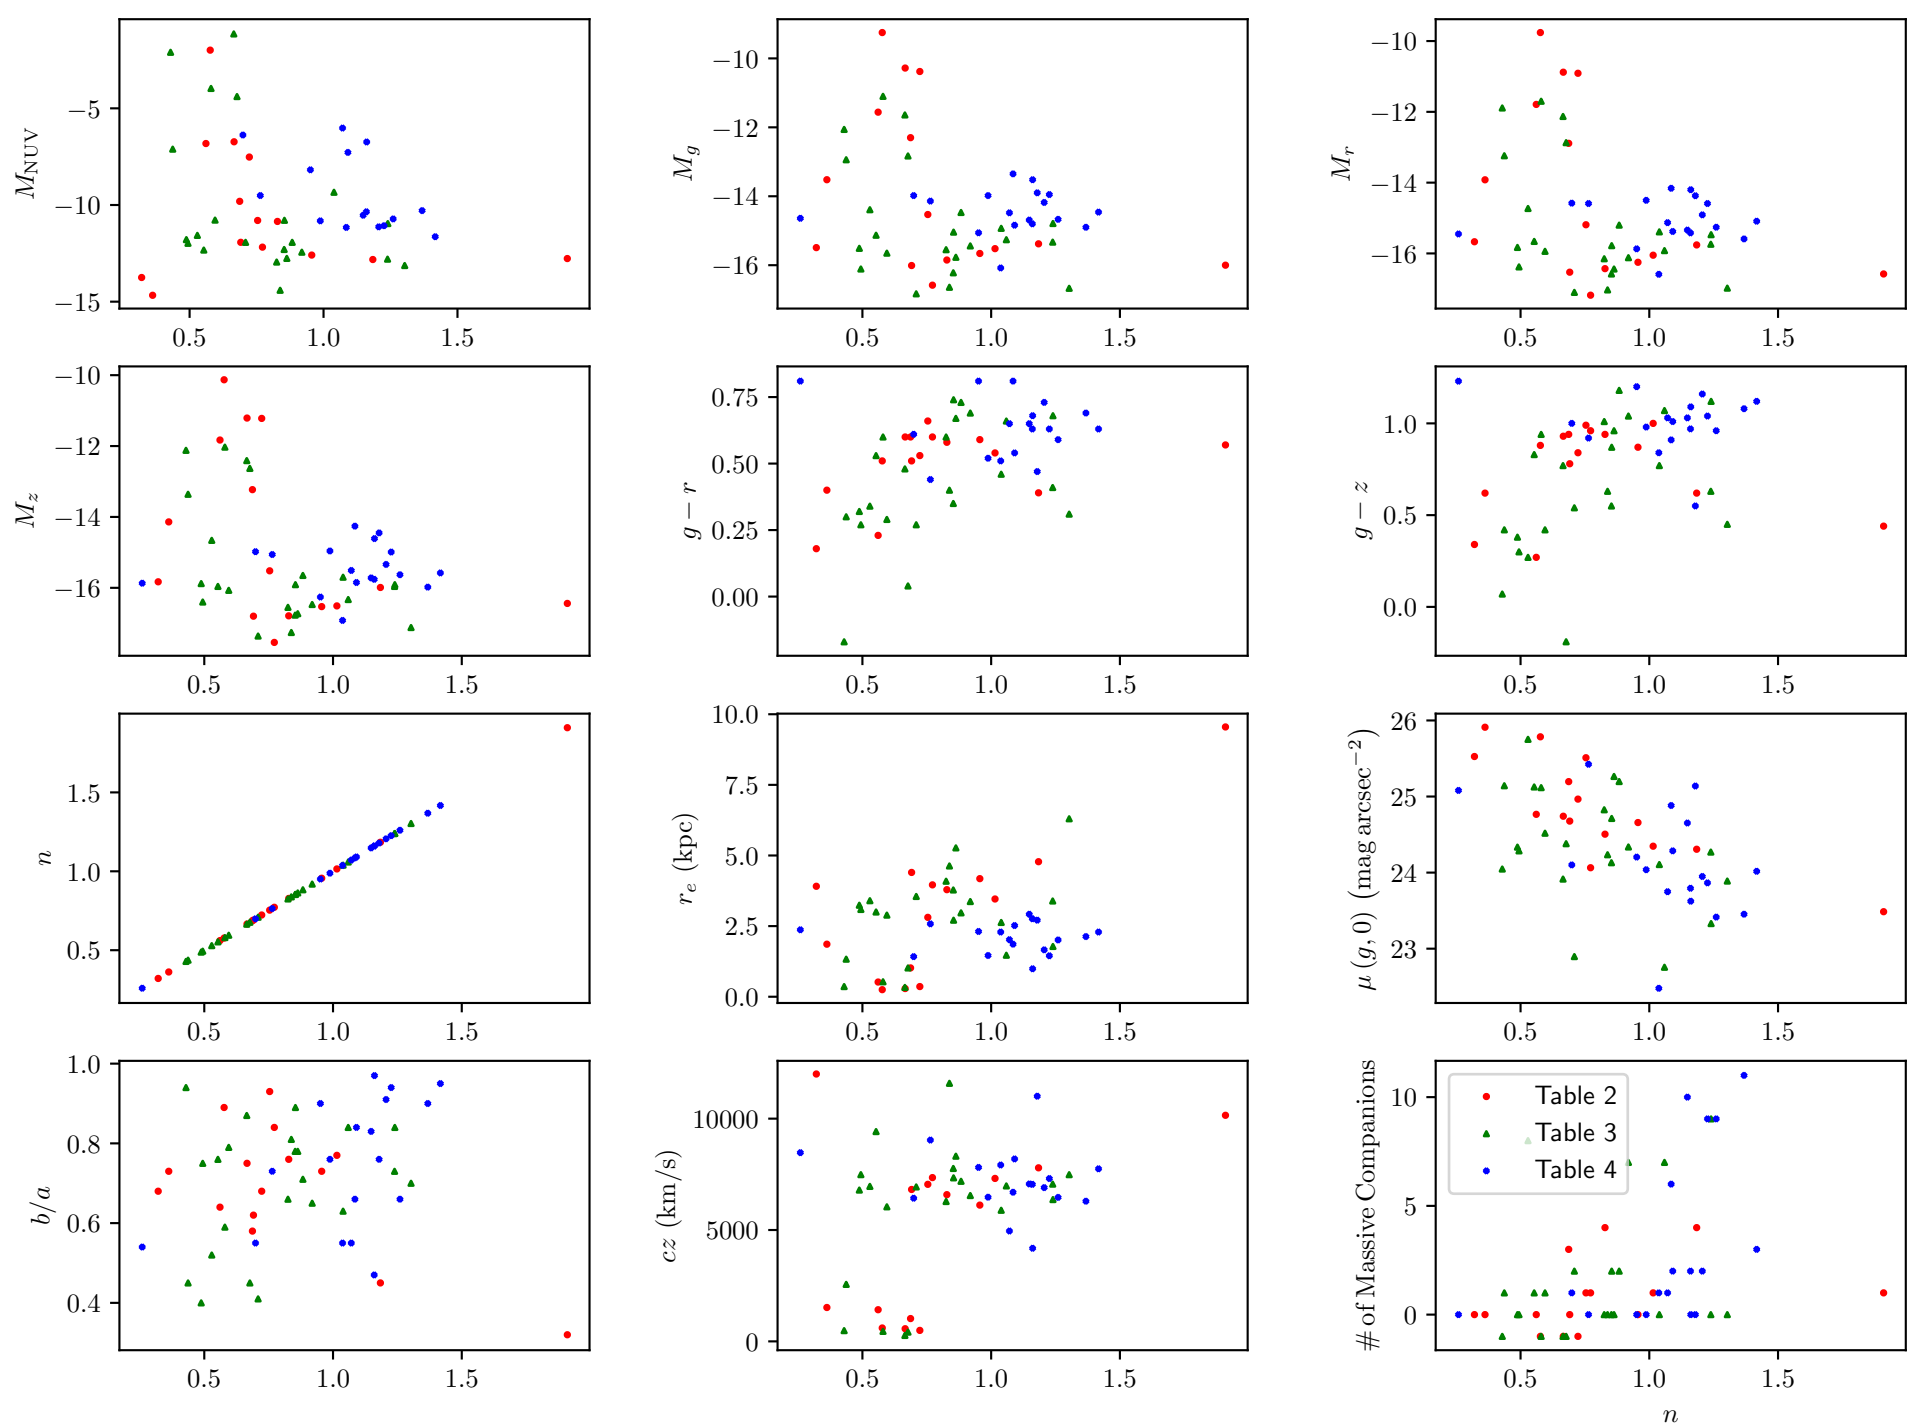 M_NUV
−5
−10
−15
0.5 1.0 1.5
M_g
−10
−12
−14
−16
0.5 1.0 1.5
M_r
−10
−12
−14
−16
0.5 1.0 1.5
M_z
−10
−12
−14
−16
0.5 1.0 1.5
g − r
0.75
0.50
0.25
0.00
0.5 1.0 1.5
g − z
1.0
0.5
0.0
0.5 1.0 1.5
n
1.5
1.0
0.5
0.5 1.0 1.5
r_e (kpc)
10.0
7.5
5.0
2.5
0.0
0.5 1.0 1.5
μ (g, 0) (mag arcsec⁻²)
26
25
24
23
0.5 1.0 1.5
b/a
1.0
0.8
0.6
0.4
0.5 1.0 1.5
cz (km/s)
10000
5000
0
0.5 1.0 1.5
# of Massive Companions
10
5
0
Table 2
Table 3
Table 4
0.5 1.0 1.5
n